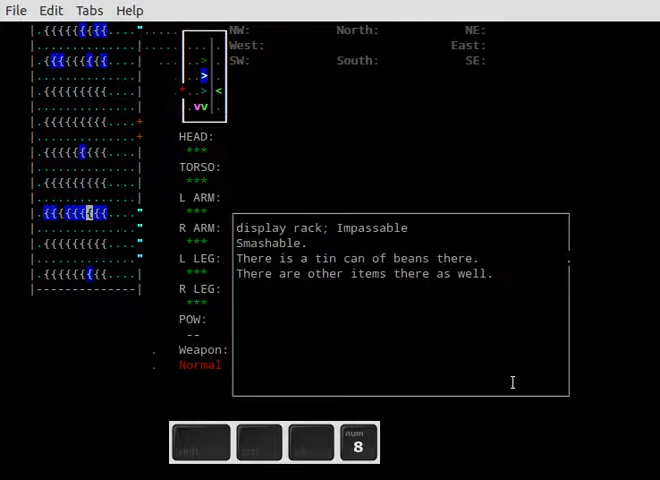 File Edit Tabs Help
NW: North: NE:
West: East:
SW: South: SE:
HEAD:
***
TORSO:
***
L ARM:
***
R ARM:
***
L LEG:
***
R LEG:
***
POW:
--
Weapon:
Normal
display rack; Impassable
Smashable.
There is a tin can of beans there.
There are other items there as well.
num
8